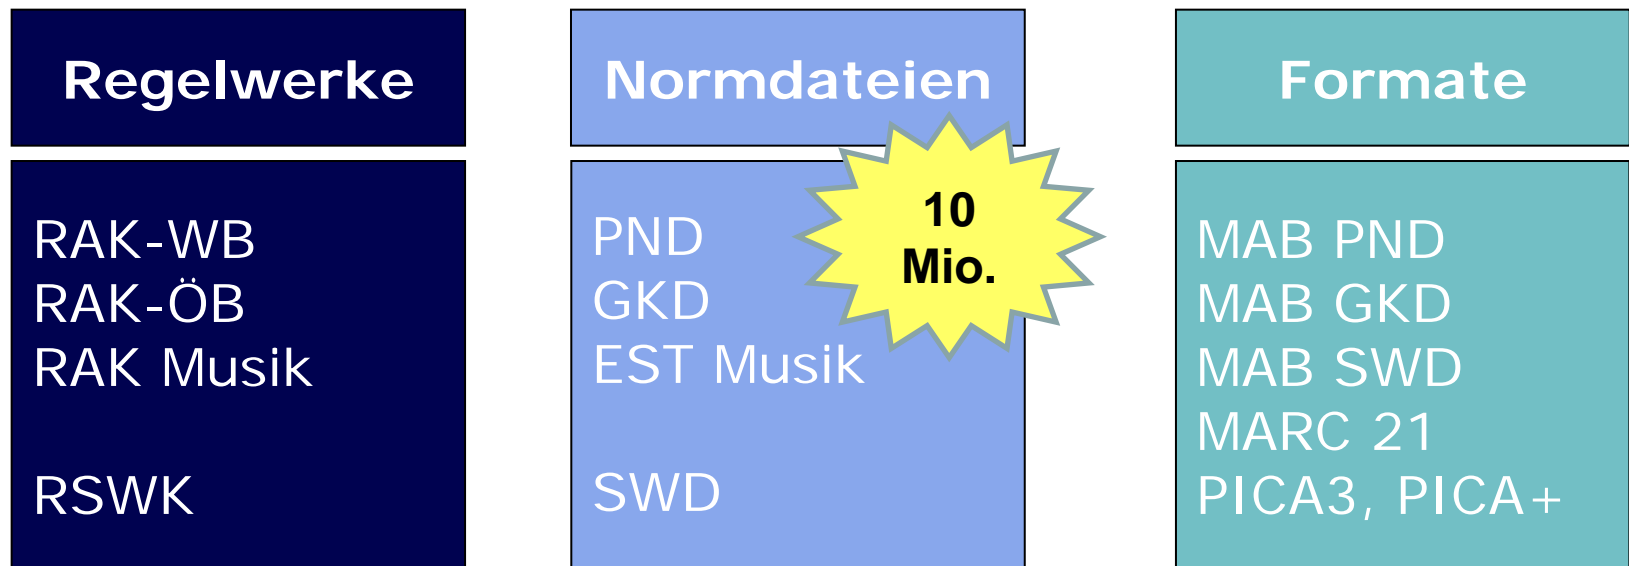 Regelwerke
RAK-WB
RAK-ÖB
RAK Musik
RSWK
Normdateien
10
Mio.
PND
GKD
EST Musik
SWD
Formate
MAB PND
MAB GKD
MAB SWD
MARC 21
PICA3, PICA+